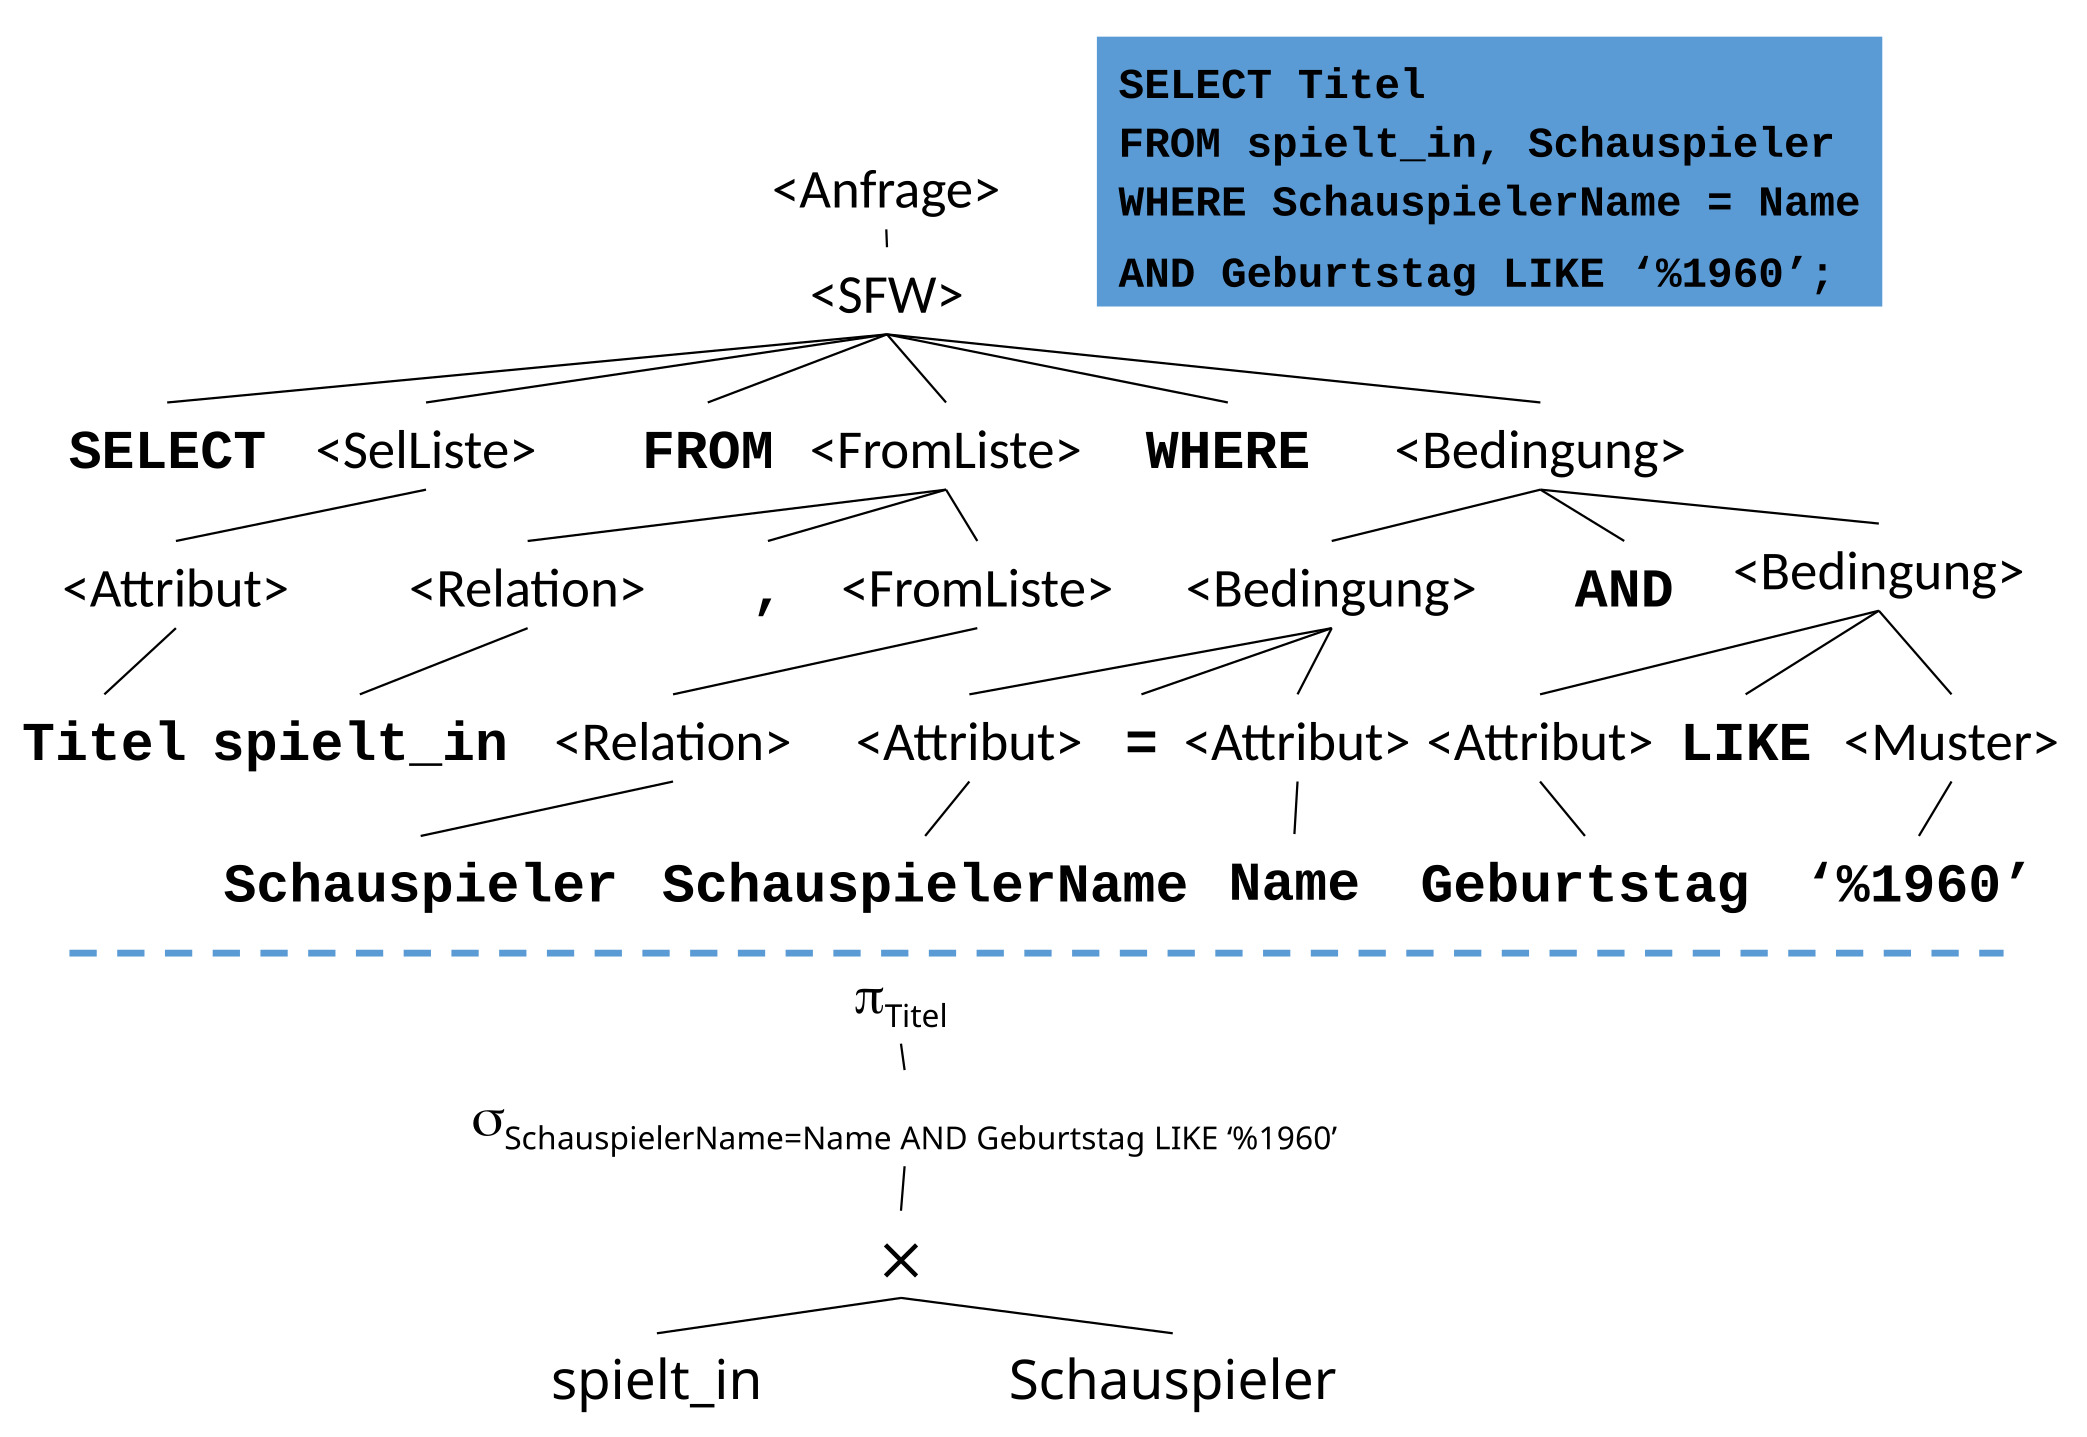 SELECT Titel
FROM spielt_in, Schauspieler
WHERE SchauspielerName = Name
AND Geburtstag LIKE ‘%1960’;
<Anfrage>
<SFW>
SELECT <SelListe> FROM <FromListe> WHERE <Bedingung>
<Attribut> <Relation> , <FromListe> <Bedingung> AND <Bedingung>
Titel spielt_in <Relation> <Attribut> = <Attribut> <Attribut> LIKE <Muster>
Schauspieler SchauspielerName Name Geburtstag ‘%1960’
πTitel
σSchauspielerName=Name AND Geburtstag LIKE ‘%1960’
×
spielt_in Schauspieler